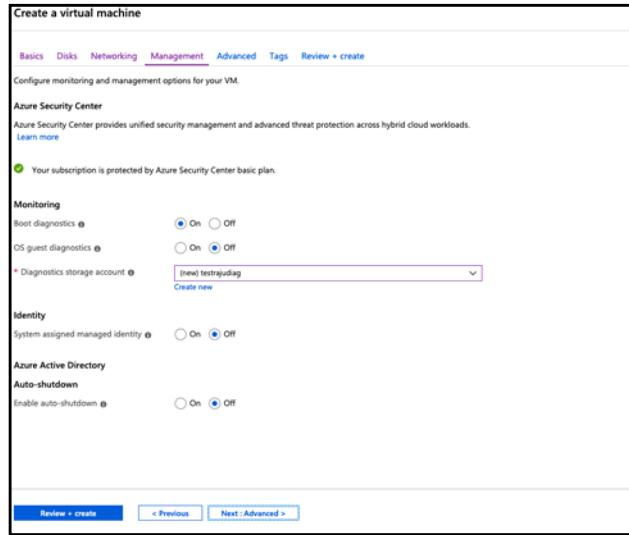 Create a virtual machine
Basics Disks Networking Management Advanced Tags Review + create
Configure monitoring and management options for your VM.
Azure Security Center
Azure Security Center provides unified security management and advanced threat protection across hybrid cloud workloads.
Learn more
Your subscription is protected by Azure Security Center basic plan.
Monitoring
Boot diagnostics On Off
OS guest diagnostics On Off
* Diagnostics storage account (new) testrajudiag
Create new
Identity
System assigned managed identity On Off
Azure Active Directory
Auto-shutdown
Enable auto-shutdown On Off
Review + create < Previous Next : Advanced >